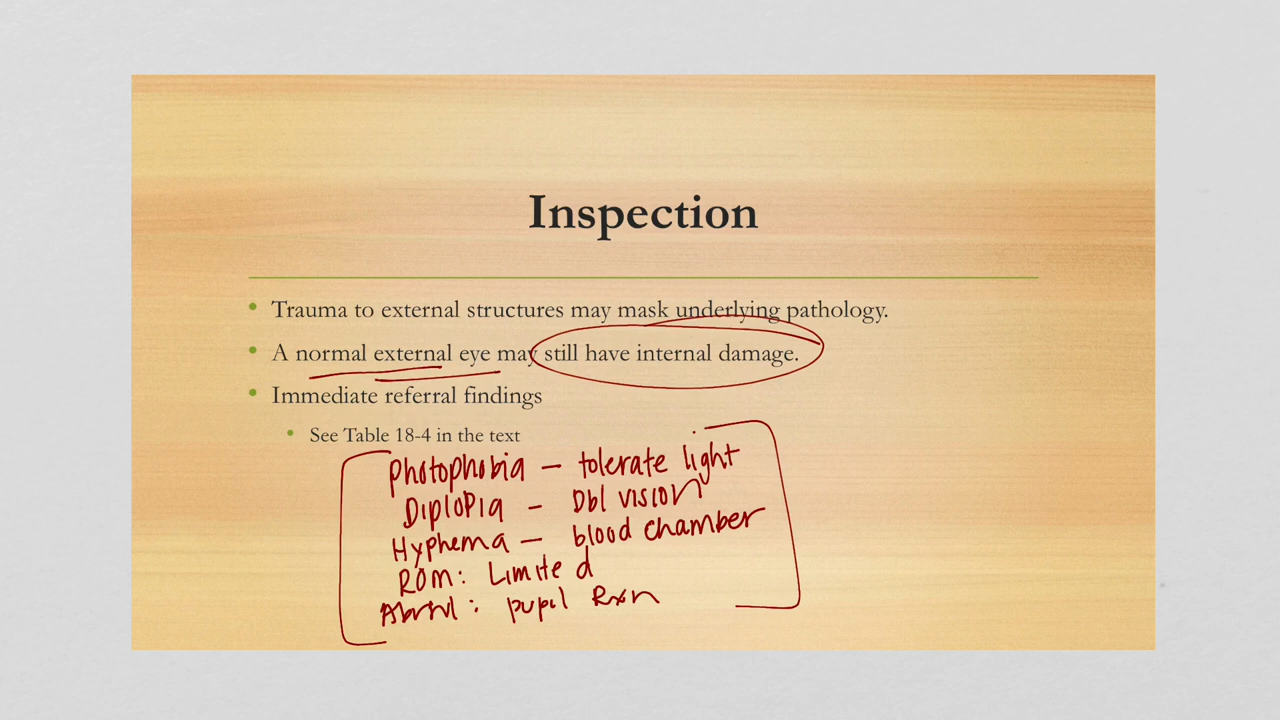 Inspection
Trauma to external structures may mask underlying pathology.
A normal external eye may still have internal damage.
Immediate referral findings
See Table 18-4 in the text
photophobia – tolerate light
Diplopia – Dbl vision
Hyphema – blood chamber
ROM: Limited
: pupil Rxn